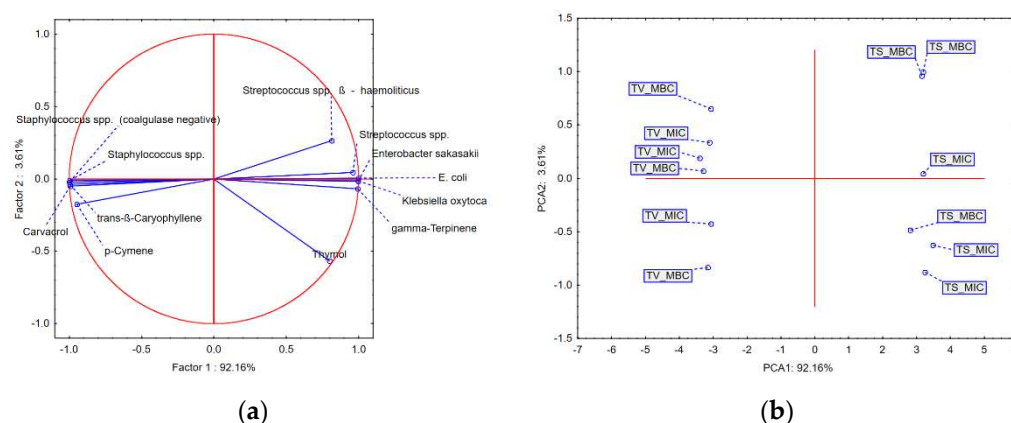 1.0
0.5
0.0
-0.5
-1.0
Factor 2 : 3.61%
Streptococcus spp. ß - haemoliticus
Staphylococcus spp. (coalgulase negative)
Streptococcus spp.
Staphylococcus spp.
Enterobacter sakasakii
E. coli
Klebsiella oxytoca
trans-ß-Caryophyllene
Carvacrol
gamma-Terpinene
p-Cymene
Thymol
-1.0 -0.5 0.0 0.5 1.0
Factor 1 : 92.16%
(a)
1.5
1.0
0.5
0.0
-0.5
-1.0
-1.5
PCA2: 3.61%
TS_MBC
TS_MBC
TV_MBC
TV_MIC
TV_MIC
TV_MBC
TS_MIC
TV_MIC
TS_MBC
TS_MIC
TV_MBC
TS_MIC
-7 -6 -5 -4 -3 -2 -1 0 1 2 3 4 5
PCA1: 92.16%
(b)